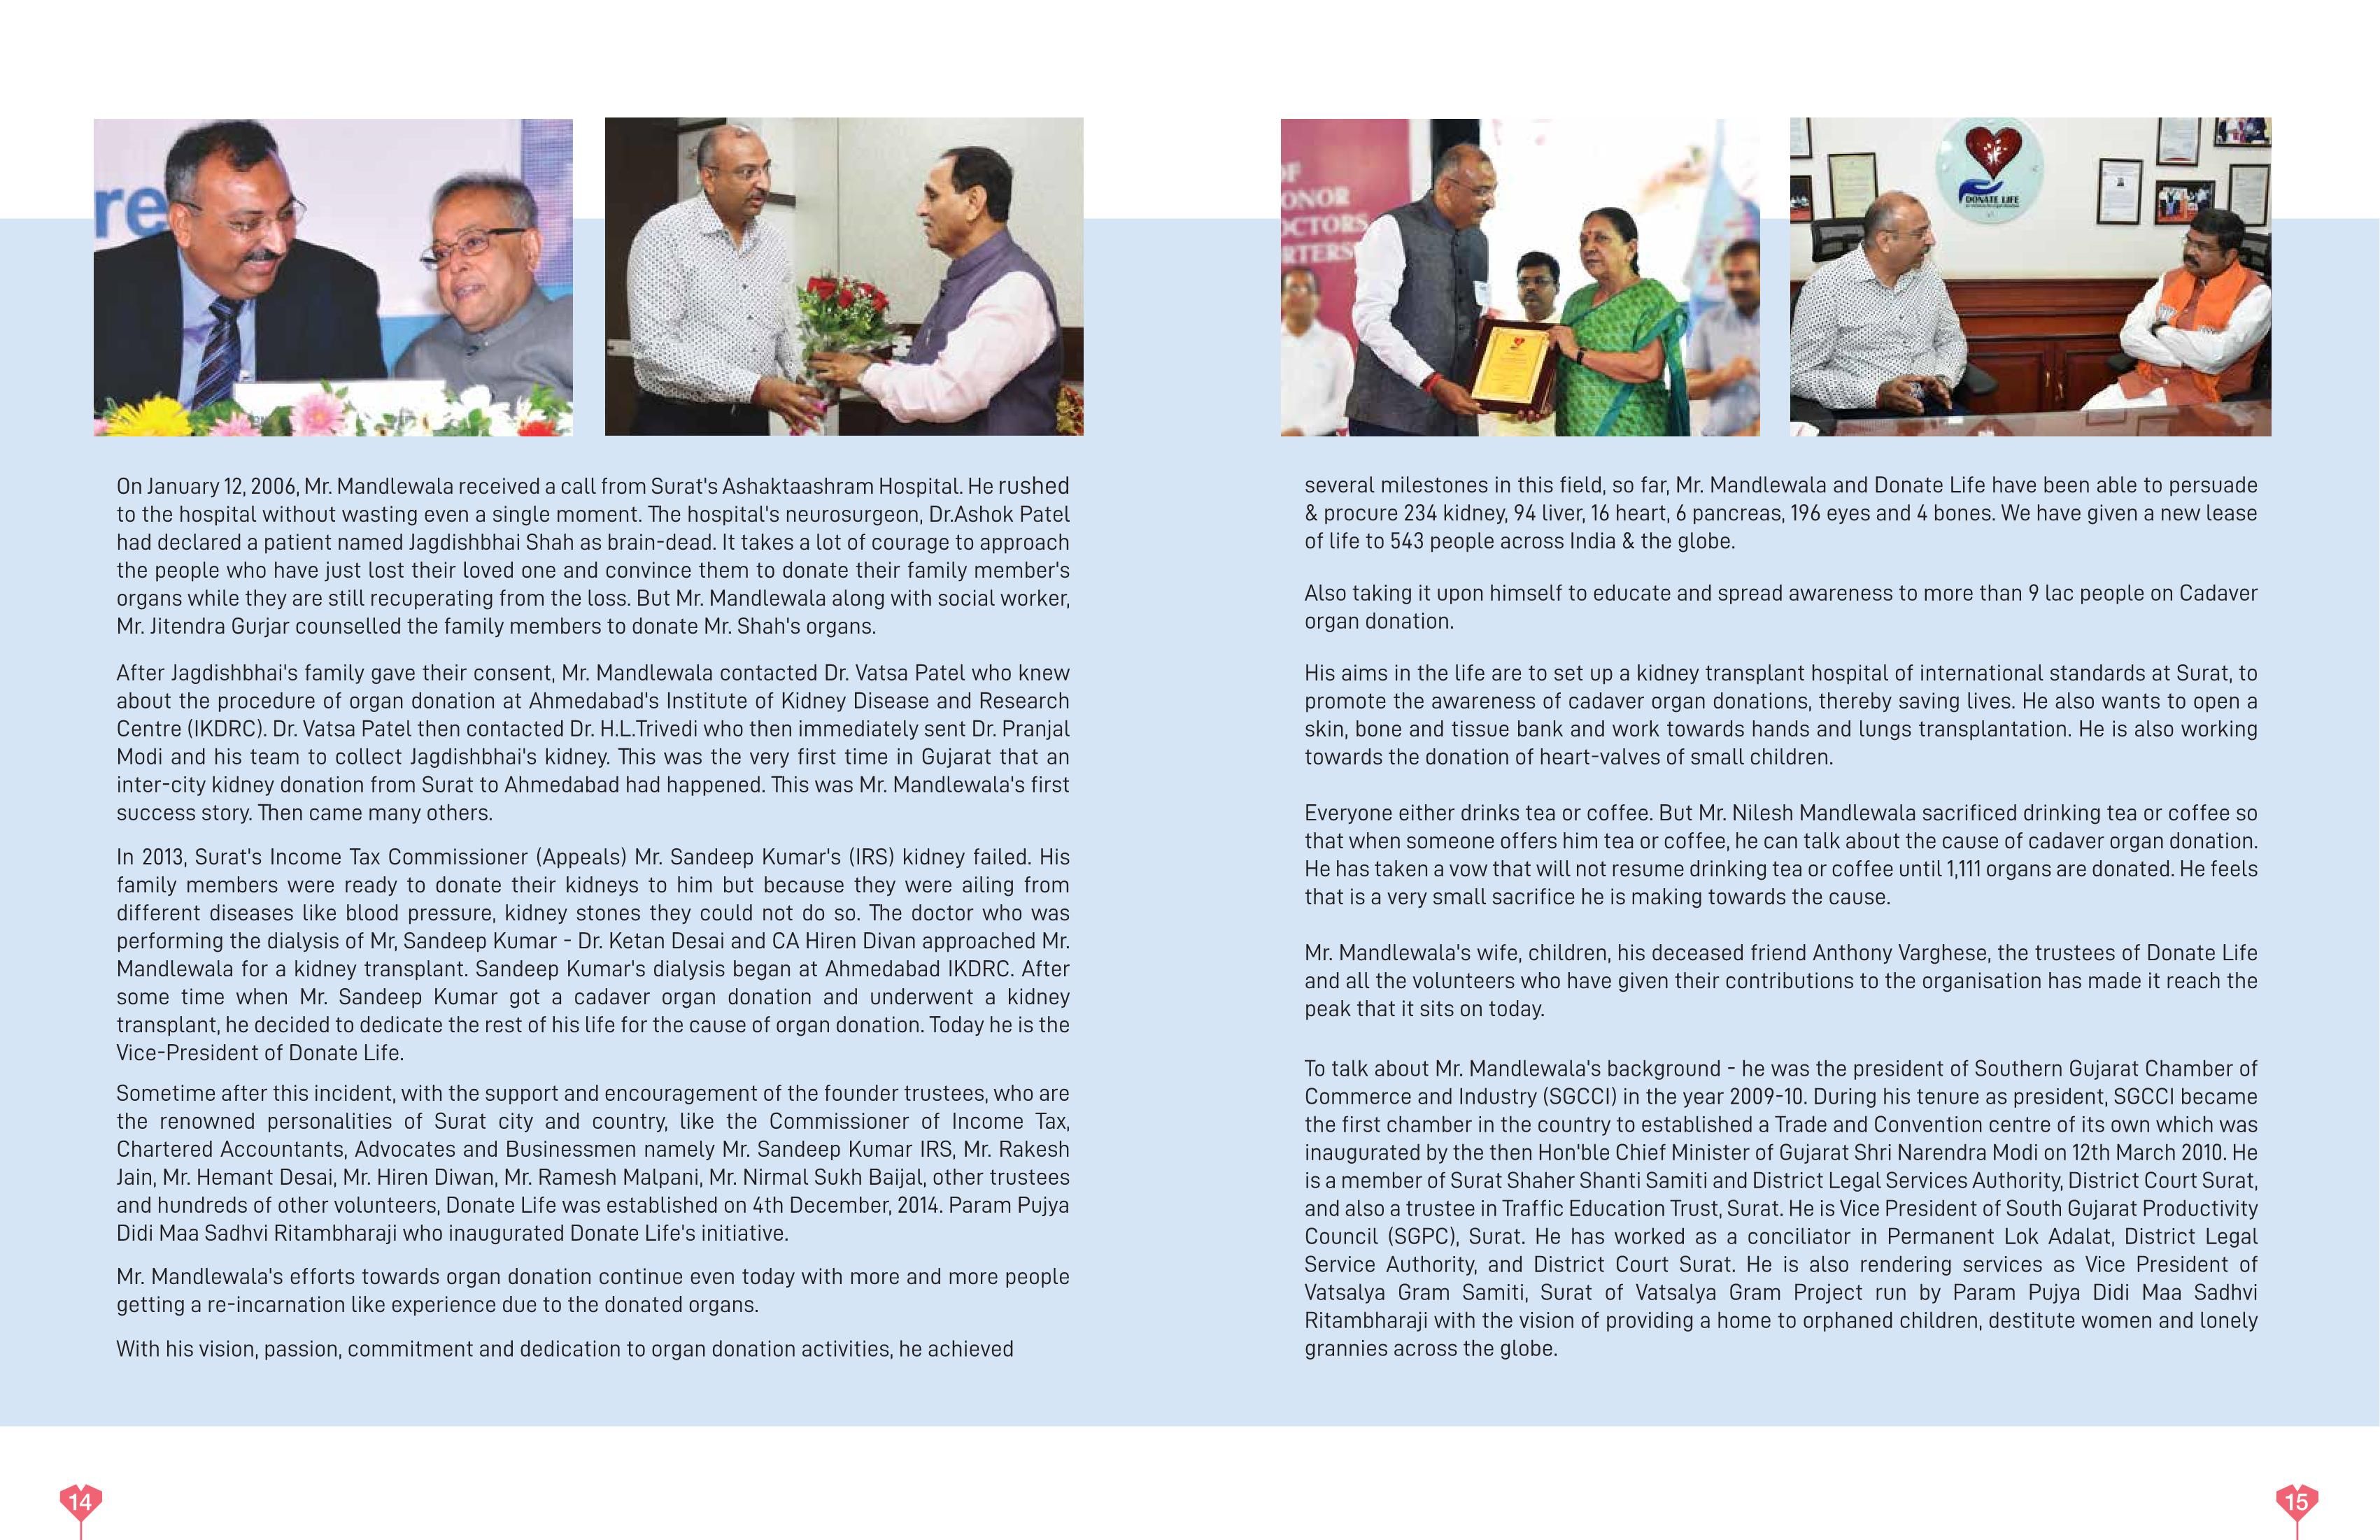 re
OF
ONOR
OCTORS
RTERS
DONATE LIFE
On January 12, 2006, Mr. Mandlewala received a call from Surat's Ashaktaashram Hospital. He rushed
to the hospital without wasting even a single moment. The hospital's neurosurgeon, Dr.Ashok Patel
had declared a patient named Jagdishbhai Shah as brain-dead. It takes a lot of courage to approach
the people who have just lost their loved one and convince them to donate their family member's
organs while they are still recuperating from the loss. But Mr. Mandlewala along with social worker,
Mr. Jitendra Gurjar counselled the family members to donate Mr. Shah's organs.
After Jagdishbhai's family gave their consent, Mr. Mandlewala contacted Dr. Vatsa Patel who knew
about the procedure of organ donation at Ahmedabad's Institute of Kidney Disease and Research
Centre (IKDRC). Dr. Vatsa Patel then contacted Dr. H.L.Trivedi who then immediately sent Dr. Pranjal
Modi and his team to collect Jagdishbhai's kidney. This was the very first time in Gujarat that an
inter-city kidney donation from Surat to Ahmedabad had happened. This was Mr. Mandlewala's first
success story. Then came many others.
In 2013, Surat's Income Tax Commissioner (Appeals) Mr. Sandeep Kumar's (IRS) kidney failed. His
family members were ready to donate their kidneys to him but because they were ailing from
different diseases like blood pressure, kidney stones they could not do so. The doctor who was
performing the dialysis of Mr, Sandeep Kumar - Dr. Ketan Desai and CA Hiren Divan approached Mr.
Mandlewala for a kidney transplant. Sandeep Kumar's dialysis began at Ahmedabad IKDRC. After
some time when Mr. Sandeep Kumar got a cadaver organ donation and underwent a kidney
transplant, he decided to dedicate the rest of his life for the cause of organ donation. Today he is the
Vice-President of Donate Life.
Sometime after this incident, with the support and encouragement of the founder trustees, who are
the renowned personalities of Surat city and country, like the Commissioner of Income Tax,
Chartered Accountants, Advocates and Businessmen namely Mr. Sandeep Kumar IRS, Mr. Rakesh
Jain, Mr. Hemant Desai, Mr. Hiren Diwan, Mr. Ramesh Malpani, Mr. Nirmal Sukh Baijal, other trustees
and hundreds of other volunteers, Donate Life was established on 4th December, 2014. Param Pujya
Didi Maa Sadhvi Ritambharaji who inaugurated Donate Life's initiative.
Mr. Mandlewala's efforts towards organ donation continue even today with more and more people
getting a re-incarnation like experience due to the donated organs.
With his vision, passion, commitment and dedication to organ donation activities, he achieved
several milestones in this field, so far, Mr. Mandlewala and Donate Life have been able to persuade
& procure 234 kidney, 94 liver, 16 heart, 6 pancreas, 196 eyes and 4 bones. We have given a new lease
of life to 543 people across India & the globe.
Also taking it upon himself to educate and spread awareness to more than 9 lac people on Cadaver
organ donation.
His aims in the life are to set up a kidney transplant hospital of international standards at Surat, to
promote the awareness of cadaver organ donations, thereby saving lives. He also wants to open a
skin, bone and tissue bank and work towards hands and lungs transplantation. He is also working
towards the donation of heart-valves of small children.
Everyone either drinks tea or coffee. But Mr. Nilesh Mandlewala sacrificed drinking tea or coffee so
that when someone offers him tea or coffee, he can talk about the cause of cadaver organ donation.
He has taken a vow that will not resume drinking tea or coffee until 1,111 organs are donated. He feels
that is a very small sacrifice he is making towards the cause.
Mr. Mandlewala's wife, children, his deceased friend Anthony Varghese, the trustees of Donate Life
and all the volunteers who have given their contributions to the organisation has made it reach the
peak that it sits on today.
To talk about Mr. Mandlewala's background - he was the president of Southern Gujarat Chamber of
Commerce and Industry (SGCCI) in the year 2009-10. During his tenure as president, SGCCI became
the first chamber in the country to established a Trade and Convention centre of its own which was
inaugurated by the then Hon'ble Chief Minister of Gujarat Shri Narendra Modi on 12th March 2010. He
is a member of Surat Shaher Shanti Samiti and District Legal Services Authority, District Court Surat,
and also a trustee in Traffic Education Trust, Surat. He is Vice President of South Gujarat Productivity
Council (SGPC), Surat. He has worked as a conciliator in Permanent Lok Adalat, District Legal
Service Authority, and District Court Surat. He is also rendering services as Vice President of
Vatsalya Gram Samiti, Surat of Vatsalya Gram Project run by Param Pujya Didi Maa Sadhvi
Ritambharaji with the vision of providing a home to orphaned children, destitute women and lonely
grannies across the globe.
14
15